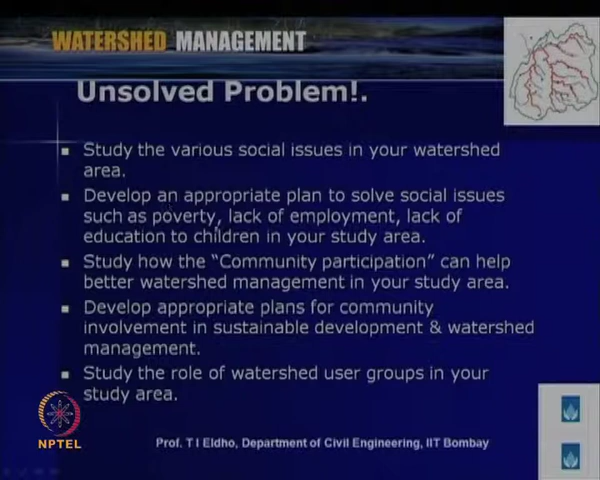 WATERSHED MANAGEMENT
Unsolved Problem!.
Study the various social issues in your watershed
area.
Develop an appropriate plan to solve social issues
such as poverty, lack of employment, lack of
education to children in your study area.
Study how the “Community participation” can help
better watershed management in your study area.
Develop appropriate plans for community
involvement in sustainable development & watershed
management.
Study the role of watershed user groups in your
study area.
NPTEL
Prof. T I Eldho, Department of Civil Engineering, IIT Bombay